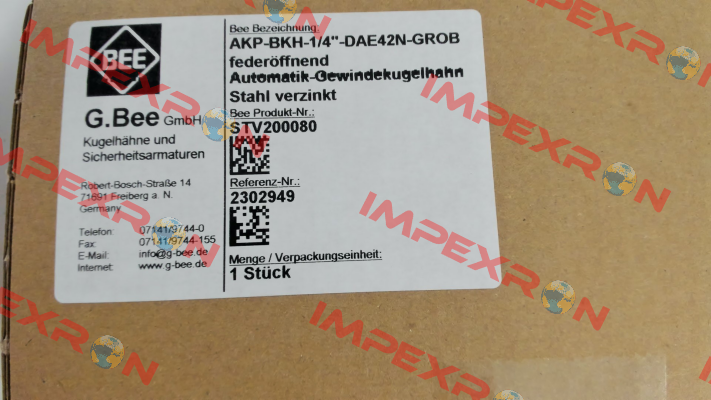 BEE
G.Bee GmbH
Kugelhähne und
Sicherheitsarmaturen
Robert-Bosch-Straße 14
71691 Freiberg a. N.
Germany
Telefon: 07141/9744-0
Fax: 07141/9744-155
E-Mail: info@g-bee.de
Internet: www.g-bee.de
Bee Bezeichnung:
AKP-BKH-1/4"-DAE42N-GROB
federöffnend
Automatik-Gewindekugelhahn
Stahl verzinkt
Bee Produkt-Nr.:
STV200080
Referenz-Nr.:
2302949
Menge / Verpackungseinheit:
1 Stück
IMPEXRON
IMPEXRON
IMPEXRON
IMPEXRON
IMPEXRON
IMPEXRON